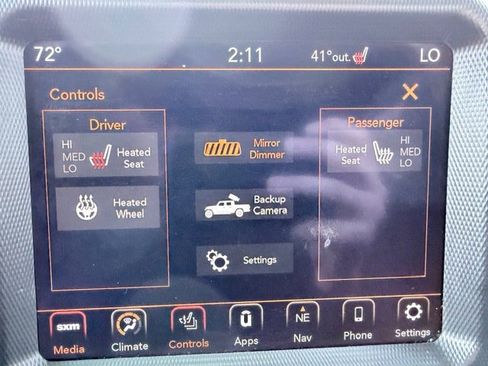 72° 2:11 41° out. LO
Controls
Driver
HI
MED
LO
Heated
Seat
Heated
Wheel
Mirror
Dimmer
Backup
Camera
Settings
Passenger
Heated
Seat
HI
MED
LO
sxm
Media
Climate
Controls
Apps
NE
Nav
Phone
Settings